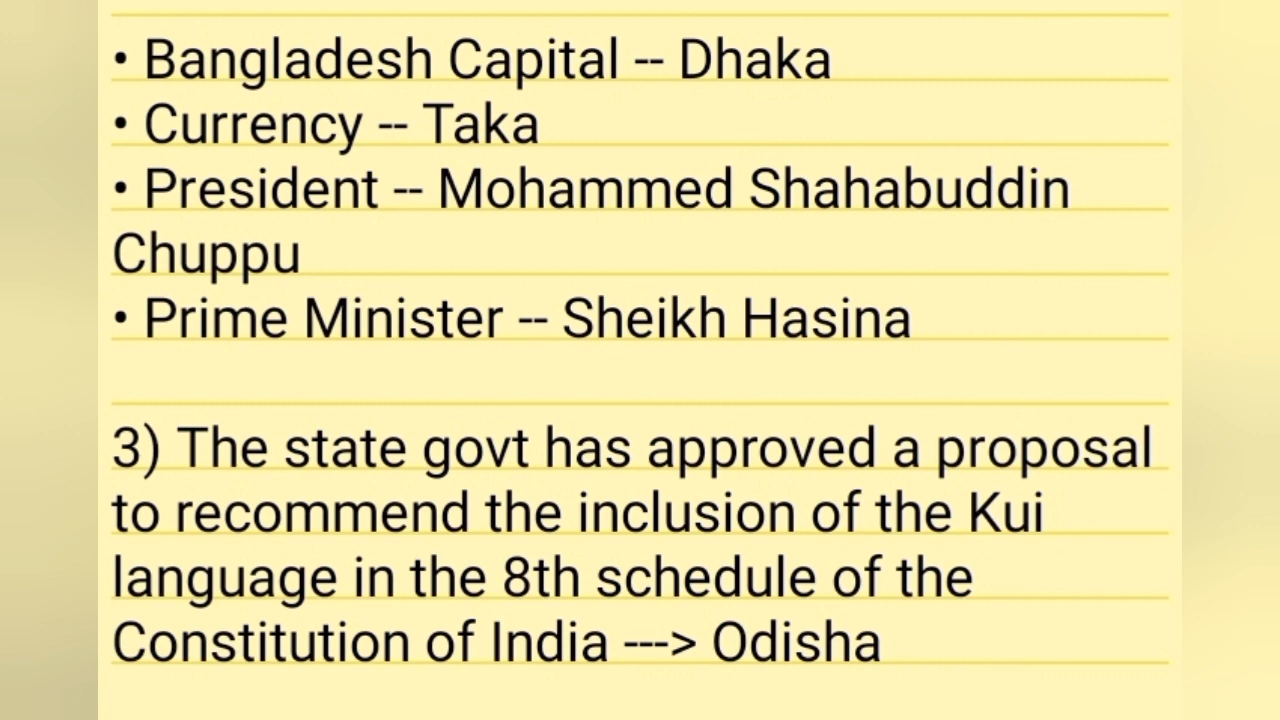 • Bangladesh Capital -- Dhaka
• Currency -- Taka
• President -- Mohammed Shahabuddin
Chuppu
• Prime Minister -- Sheikh Hasina
3) The state govt has approved a proposal
to recommend the inclusion of the Kui
language in the 8th schedule of the
Constitution of India ---> Odisha